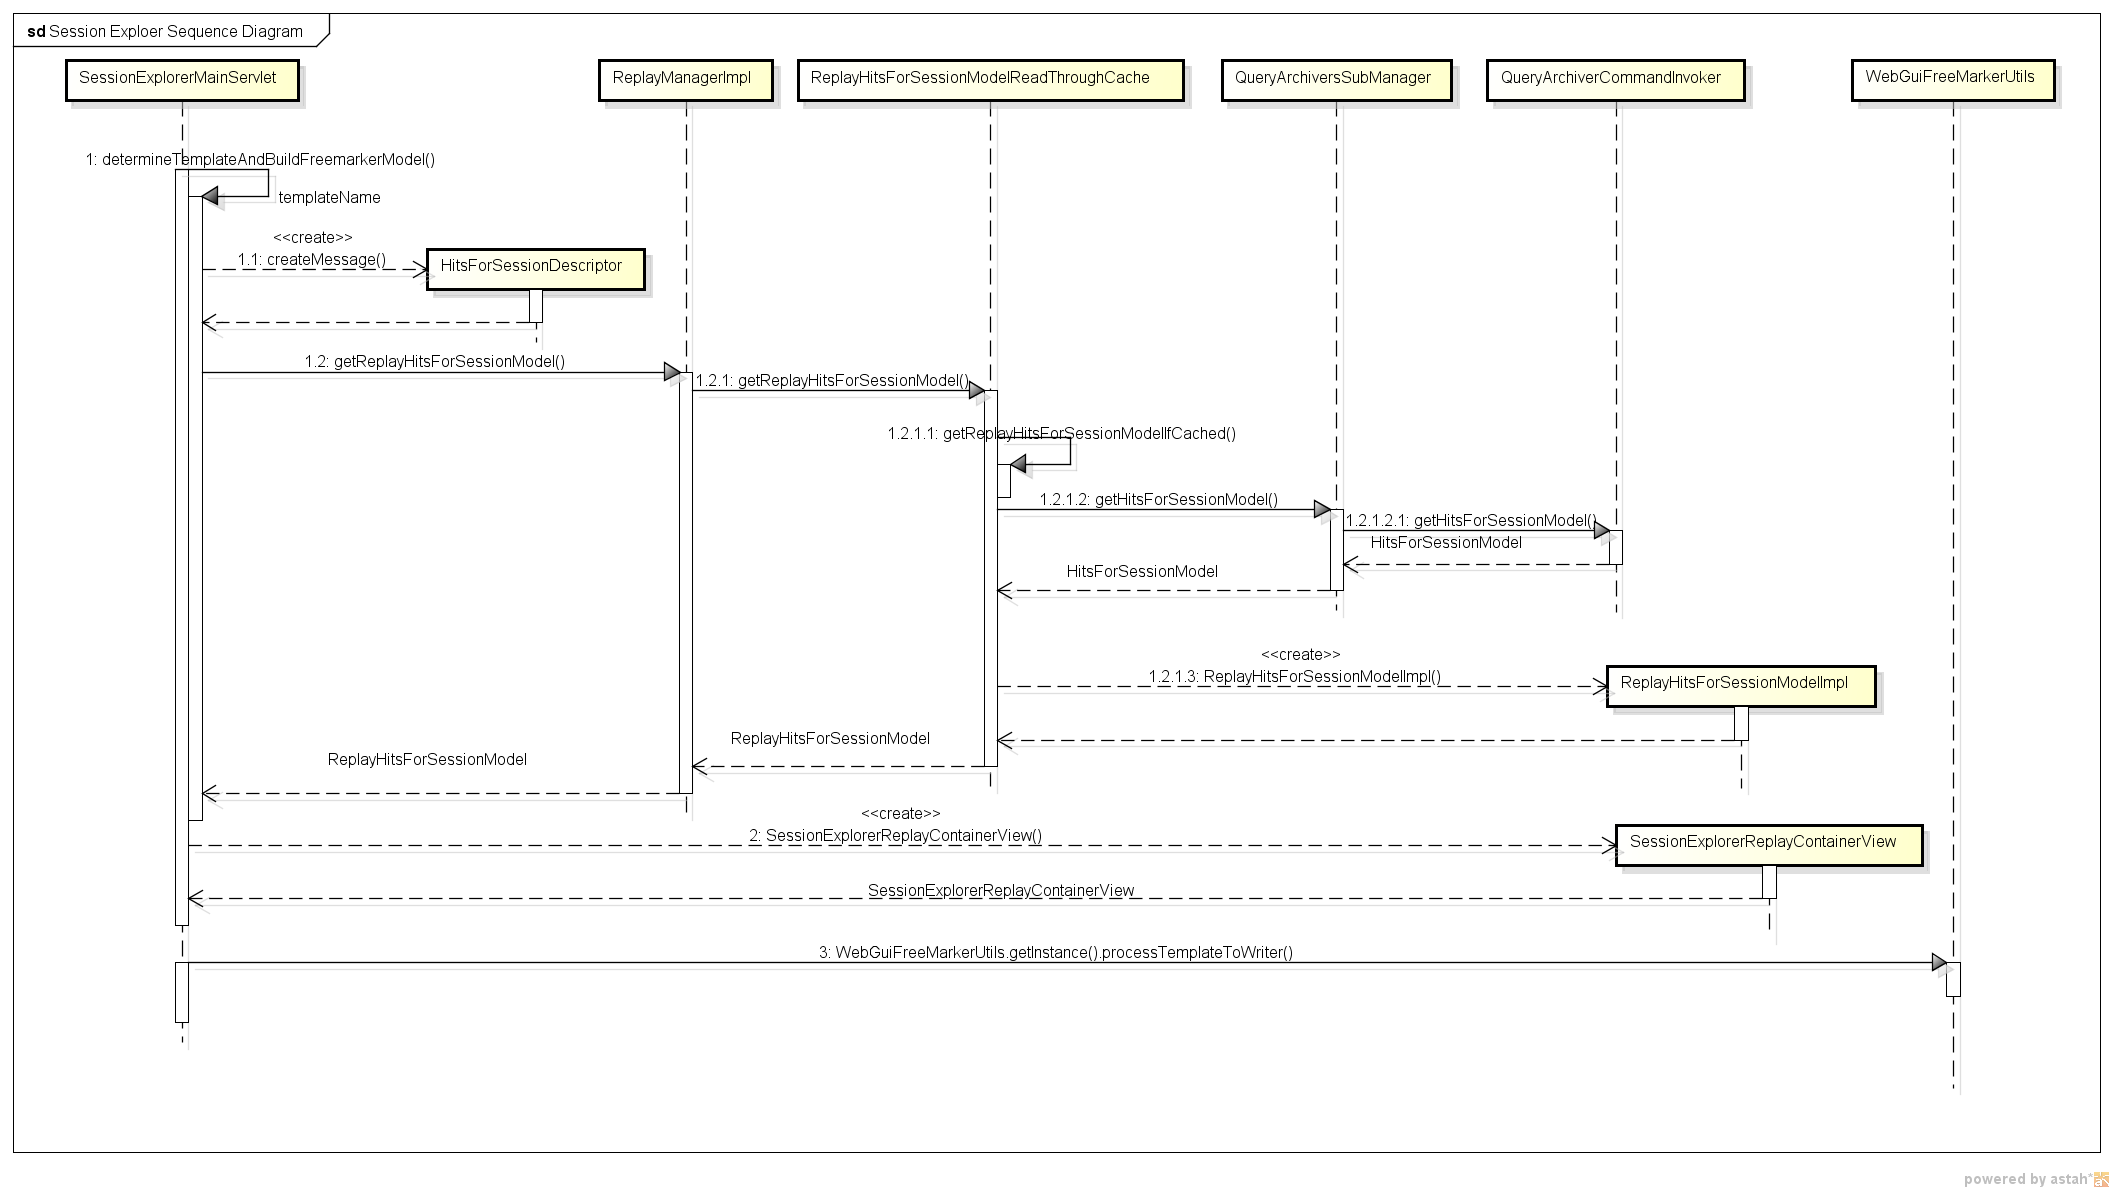 sd Session Exploer Sequence Diagram
SessionExplorerMainServlet
ReplayManagerImpl
ReplayHitsForSessionModelReadThroughCache
QueryArchiversSubManager
QueryArchiverCommandInvoker
WebGuiFreeMarkerUtils
1: determineTemplateAndBuildFreemarkerModel()
templateName
<<create>>
1.1: createMessage()
HitsForSessionDescriptor
1.2: getReplayHitsForSessionModel()
1.2.1: getReplayHitsForSessionModel()
1.2.1.1: getReplayHitsForSessionModelIfCached()
1.2.1.2: getHitsForSessionModel()
1.2.1.2.1: getHitsForSessionModel()
HitsForSessionModel
HitsForSessionModel
<<create>>
1.2.1.3: ReplayHitsForSessionModelImpl()
ReplayHitsForSessionModelImpl
ReplayHitsForSessionModel
ReplayHitsForSessionModel
<<create>>
2: SessionExplorerReplayContainerView()
SessionExplorerReplayContainerView
SessionExplorerReplayContainerView
3: WebGuiFreeMarkerUtils.getInstance().processTemplateToWriter()
powered by astah*